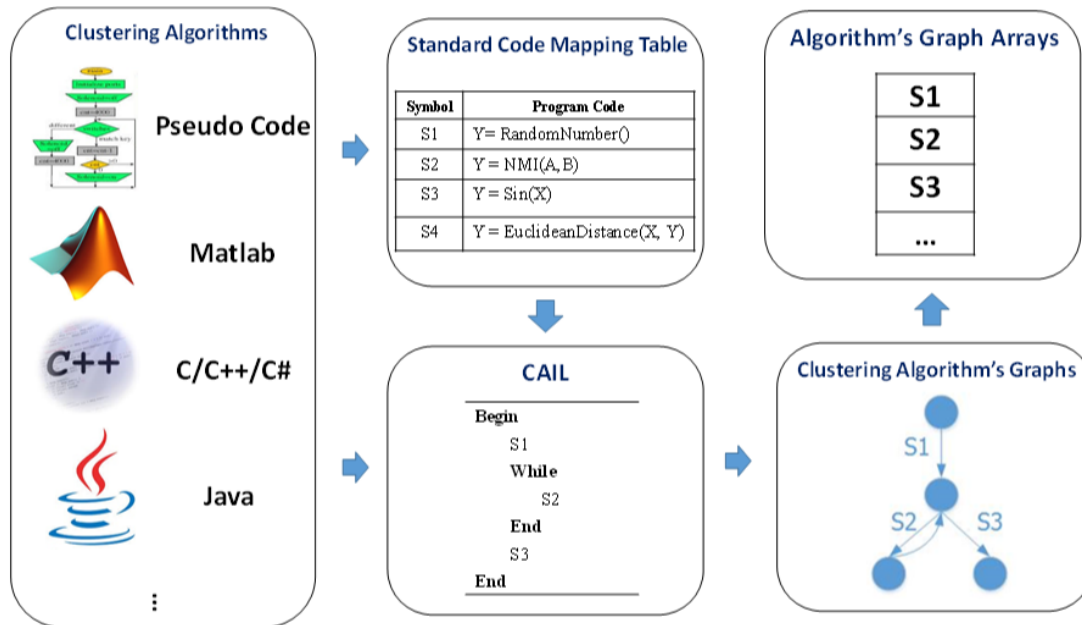 Clustering Algorithms
Pseudo Code
Matlab
C++
C/C++/C#
Java
...
Standard Code Mapping Table
Symbol Program Code
S1 Y= RandomNumber()
S2 Y = NMI(A, B)
S3 Y = Sin(X)
S4 Y = EuclideanDistance(X, Y)
CAIL
Begin
S1
While
S2
End
S3
End
Algorithm's Graph Arrays
S1
S2
S3
...
Clustering Algorithm's Graphs
S1
S2 S3